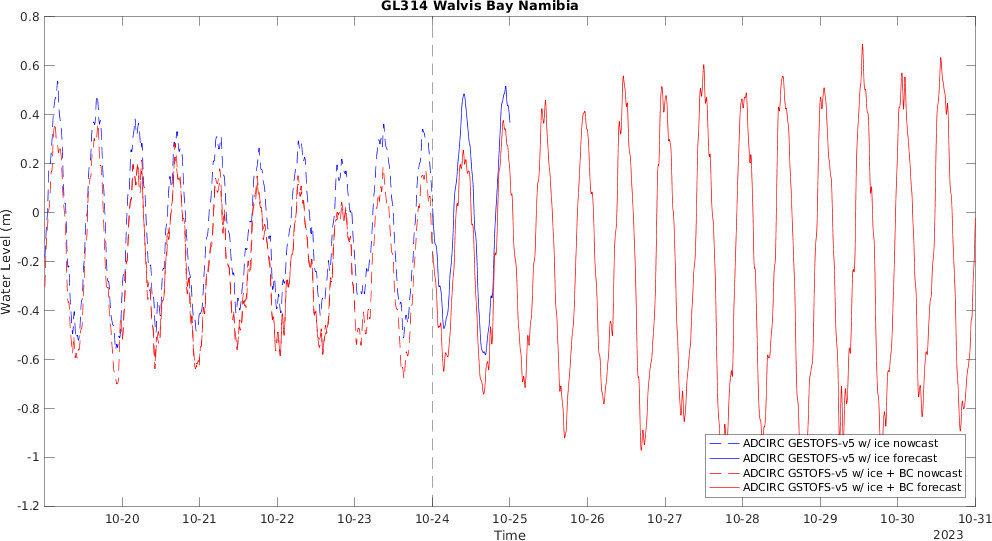 GL314 Walvis Bay Namibia
0.8
0.6
0.4
0.2
0
-0.2
-0.4
-0.6
-0.8
-1
-1.2
Water Level (m)
ADCIRC GESTOFS-v5 w/ ice nowcast
ADCIRC GESTOFS-v5 w/ ice forecast
ADCIRC GSTOFS-v5 w/ ice + BC nowcast
ADCIRC GSTOFS-v5 w/ ice + BC forecast
10-20 10-21 10-22 10-23 10-24 10-25 10-26 10-27 10-28 10-29 10-30 10-31
Time
2023